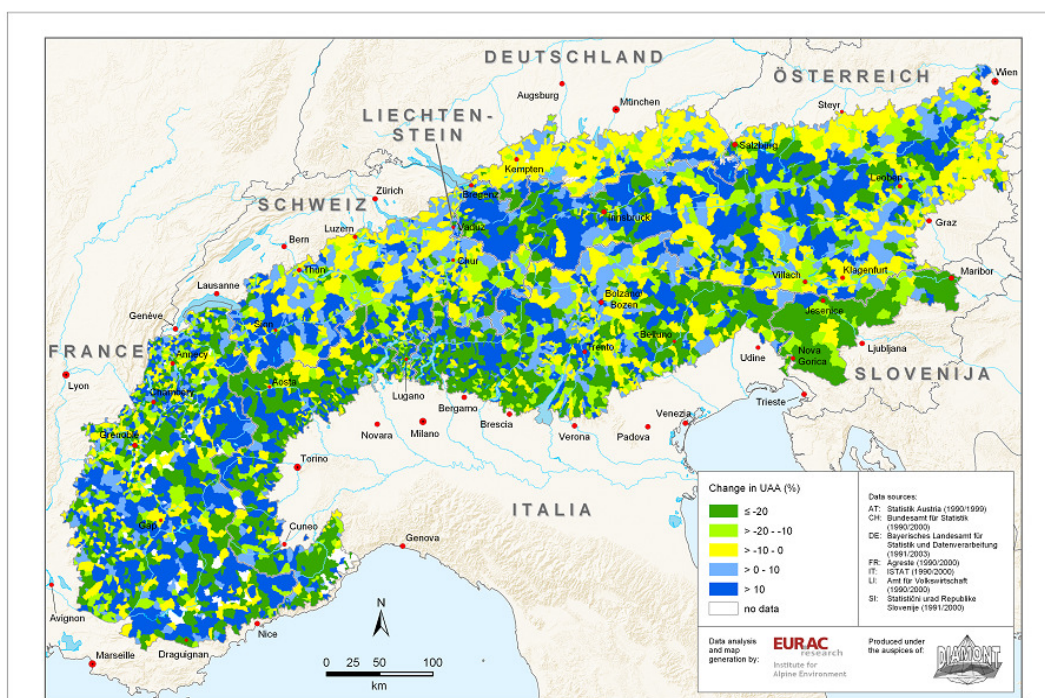 DEUTSCHLAND
ÖSTERREICH
Wien
Augsburg
München
Steyr
LIECHTEN-
STEIN
Salzburg
Kempten
Leoben
Zürich
Bregenz
SCHWEIZ
Innsbruck
Vaduz
Graz
Luzern
Bern
Chur
Thun
Villach
Klagenfurt
Maribor
Lausanne
Bolzano
Bozen
Jesenice
Genève
Sion
Belluno
Trento
Udine
Nova
Gorica
Ljubljana
FRANCE
Annecy
SLOVENIJA
Lyon
Aosta
Chambéry
Lugano
Bergamo
Trieste
Brescia
Venezia
Novara
Milano
Verona
Padova
Grenoble
Torino
ITALIA
Gap
Cuneo
Genova
Avignon
Nice
Marseille
Draguignan
N
0 25 50 100
km
Change in UAA (%)
≤ -20
> -20 - -10
> -10 - 0
> 0 - 10
> 10
no data
Data sources:
AT: Statistik Austria (1990/1999)
CH: Bundesamt für Statistik
(1990/2000)
DE: Bayerisches Landesamt für
Statistik und Datenverarbeitung
(1991/2003)
FR: Agreste (1990/2000)
IT: ISTAT (1990/2000)
LI: Amt für Volkswirtschaft
(1990/2000)
SI: Statistični urad Republike
Slovenije (1991/2000)
Data analysis
and map
generation by:
EURAC
research
Institute for
Alpine Environment
Produced under
the auspices of:
DIAMONT